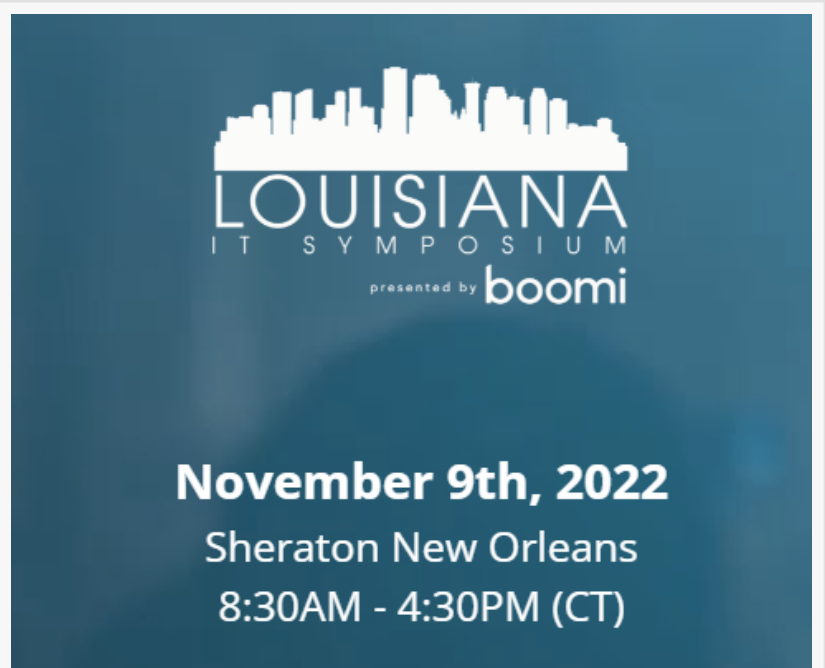 LOUISIANA
IT SYMPOSIUM
presented by boomi
November 9th, 2022
Sheraton New Orleans
8:30AM - 4:30PM (CT)